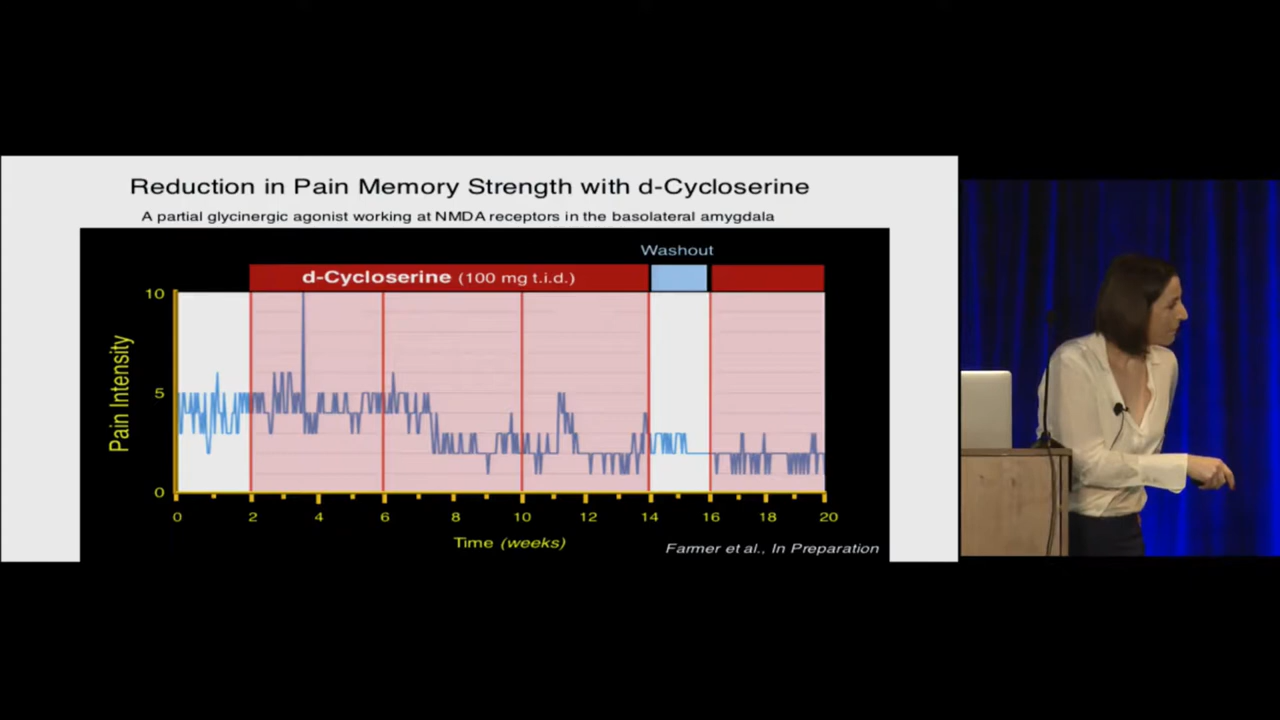 Reduction in Pain Memory Strength with d-Cycloserine
A partial glycinergic agonist working at NMDA receptors in the basolateral amygdala
Washout
d-Cycloserine (100 mg t.i.d.)
10
5
0
Pain Intensity
0 2 4 6 8 10 12 14 16 18 20
Time (weeks)
Farmer et al., In Preparation